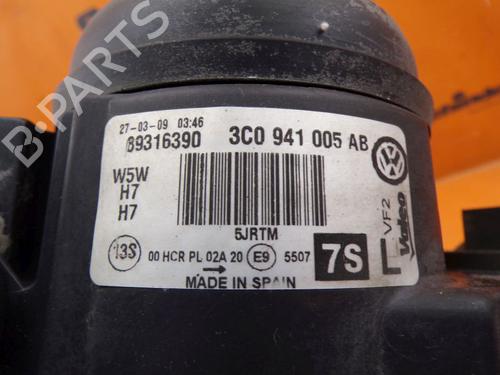 27-03-09 03:46
89316390 3C0 941 005 AB
W5W
H7
H7
5JRTM
VF2
Valeo
13S 00 HCR PL 02A 20 E9 5507 7S L
MADE IN SPAIN
B-Parts